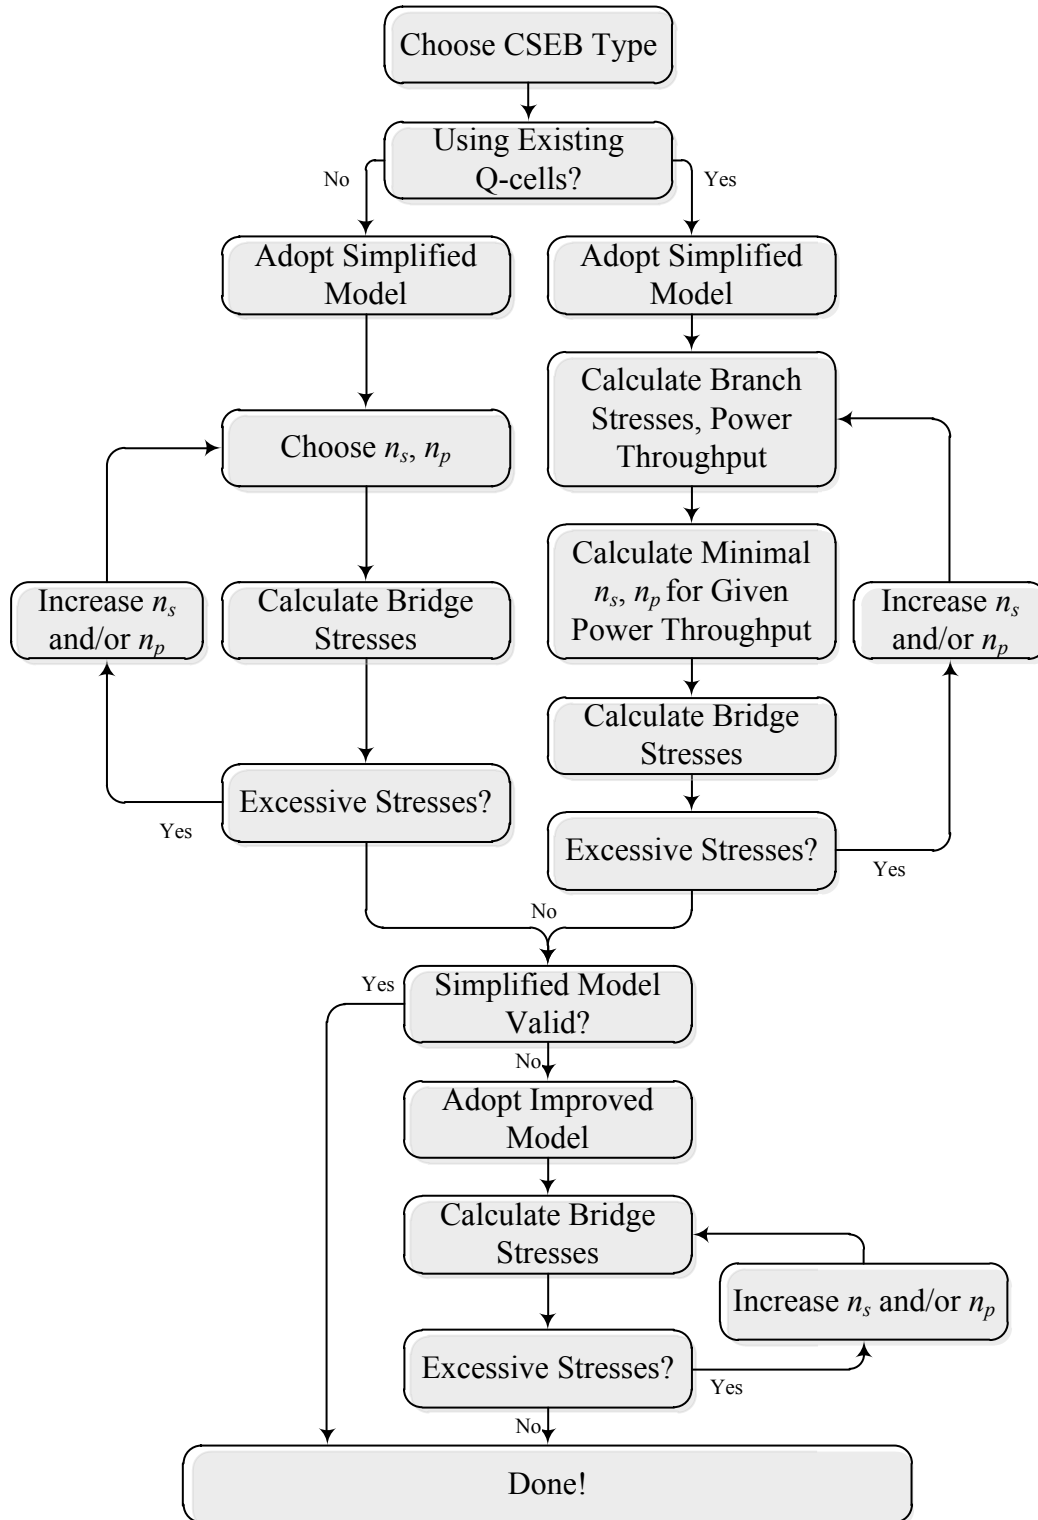 Choose CSEB Type
Using Existing
Q-cells?
No
Yes
Adopt Simplified
Model
Adopt Simplified
Model
Calculate Branch
Stresses, Power
Throughput
Choose nₛ, nₚ
Calculate Minimal
nₛ, nₚ for Given
Power Throughput
Increase nₛ
and/or nₚ
Calculate Bridge
Stresses
Increase nₛ
and/or nₚ
Calculate Bridge
Stresses
Excessive Stresses?
Yes
Excessive Stresses?
Yes
No
Yes
Simplified Model
Valid?
No
Adopt Improved
Model
Calculate Bridge
Stresses
Increase nₛ and/or nₚ
Excessive Stresses?
Yes
No
Done!